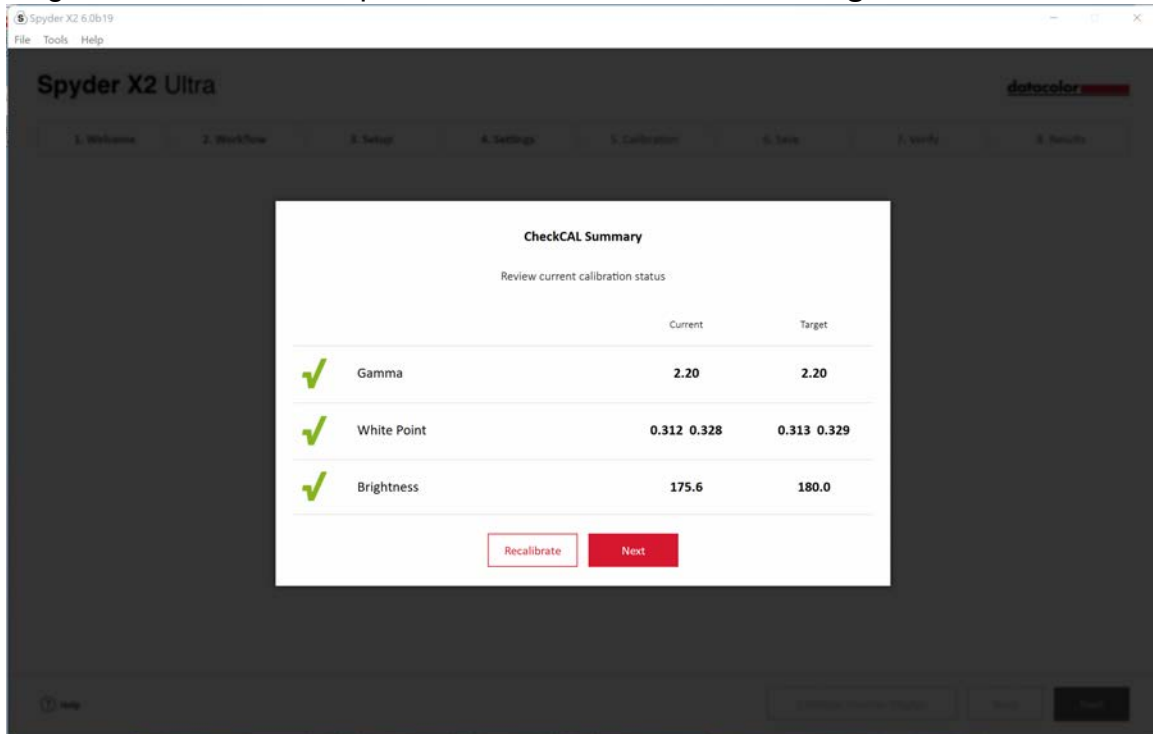 Spyder X2 6.0b19
File Tools Help
Spyder X2 Ultra
datacolor
1. Welcome 2. Workflow 3. Setup 4. Settings 5. Calibration 6. Save 7. Verify 8. Results
CheckCAL Summary
Review current calibration status
Current Target
Gamma 2.20 2.20
White Point 0.312 0.328 0.313 0.329
Brightness 175.6 180.0
Recalibrate Next
Help